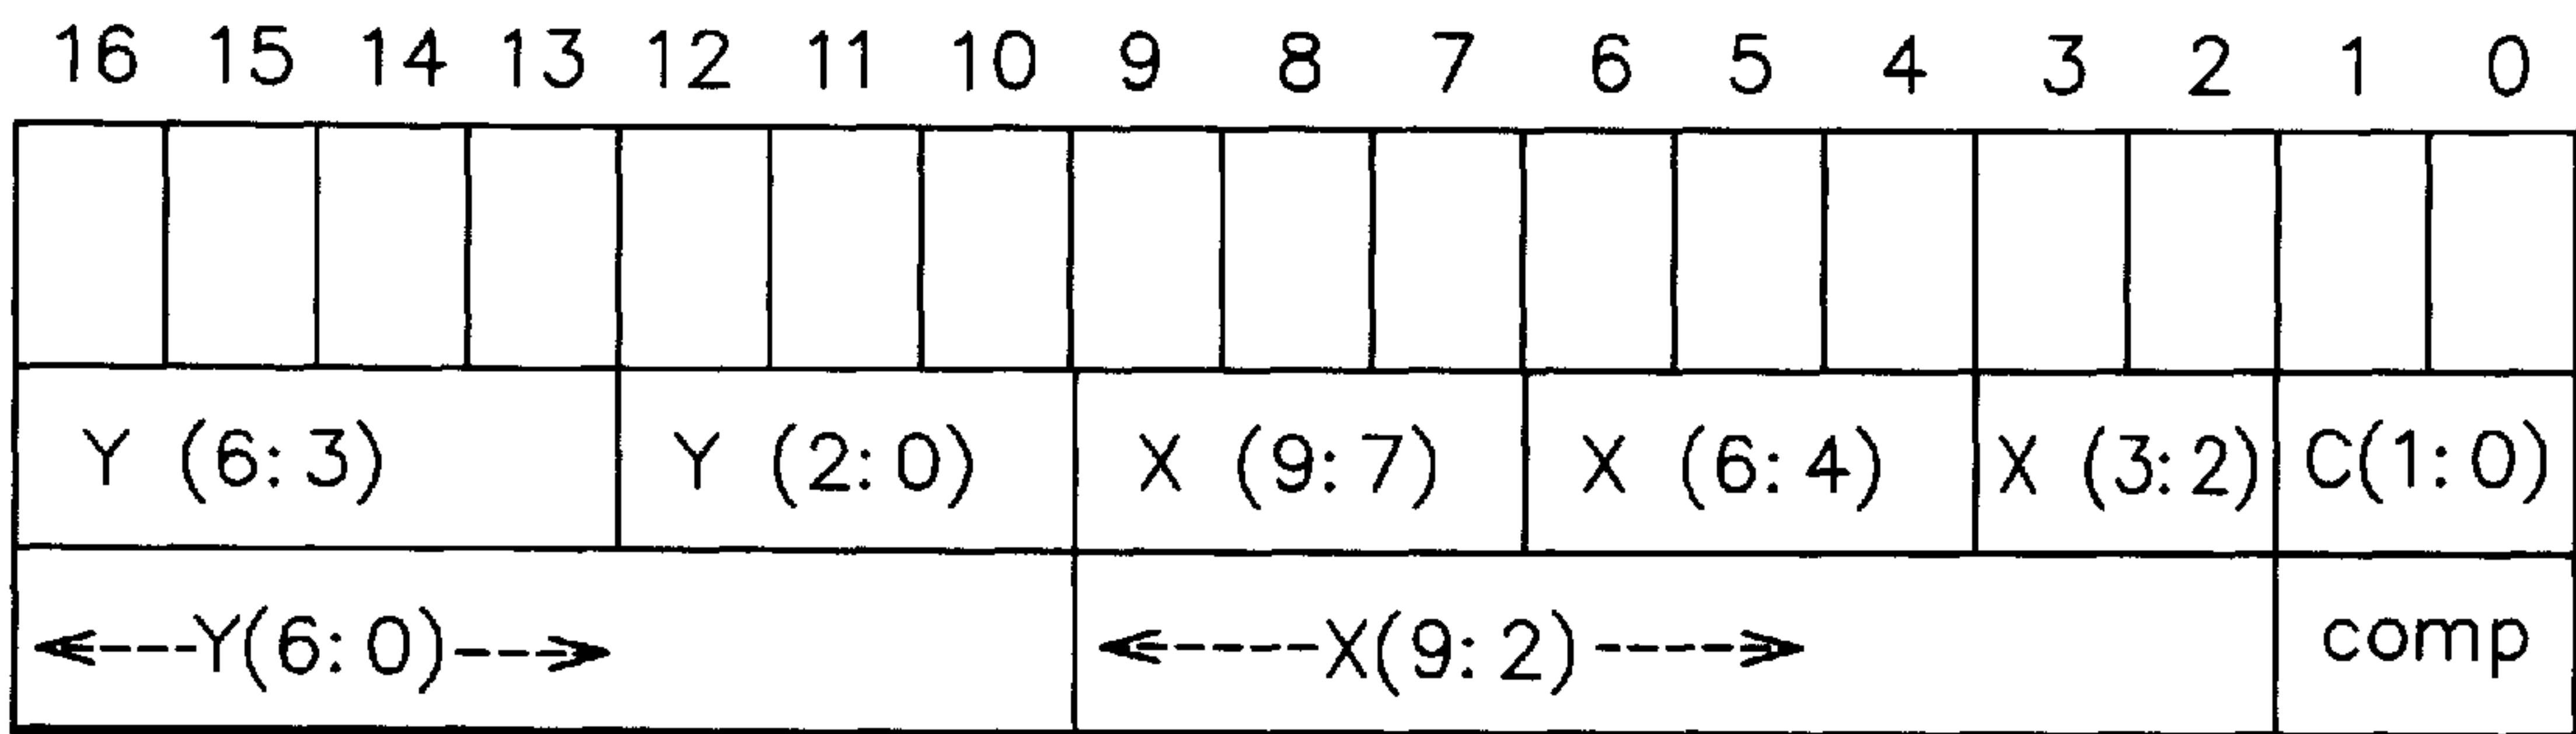 16 15 14 13 12 11 10 9 8 7 6 5 4 3 2 1 0
Y (6:3) Y (2:0) X (9:7) X (6:4) X (3:2) C(1:0)
Y(6:0) X(9:2) comp